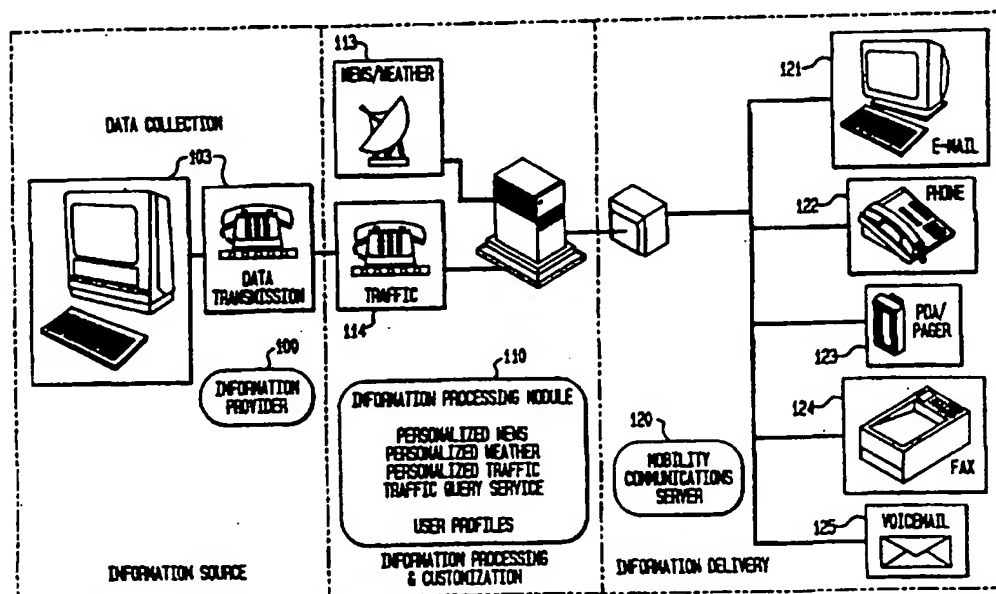 DATA COLLECTION
103
DATA
TRANSMISSION
100
INFORMATION
PROVIDER
INFORMATION SOURCE
113
NEWS/WEATHER
TRAFFIC
114
110
INFORMATION PROCESSING MODULE
PERSONALIZED NEWS
PERSONALIZED WEATHER
PERSONALIZED TRAFFIC
TRAFFIC QUERY SERVICE
USER PROFILES
INFORMATION PROCESSING
& CUSTOMIZATION
120
MOBILITY
COMMUNICATIONS
SERVER
INFORMATION DELIVERY
121
E-MAIL
122
PHONE
PDA/
PAGER
123
124
FAX
125
VOICEMAIL